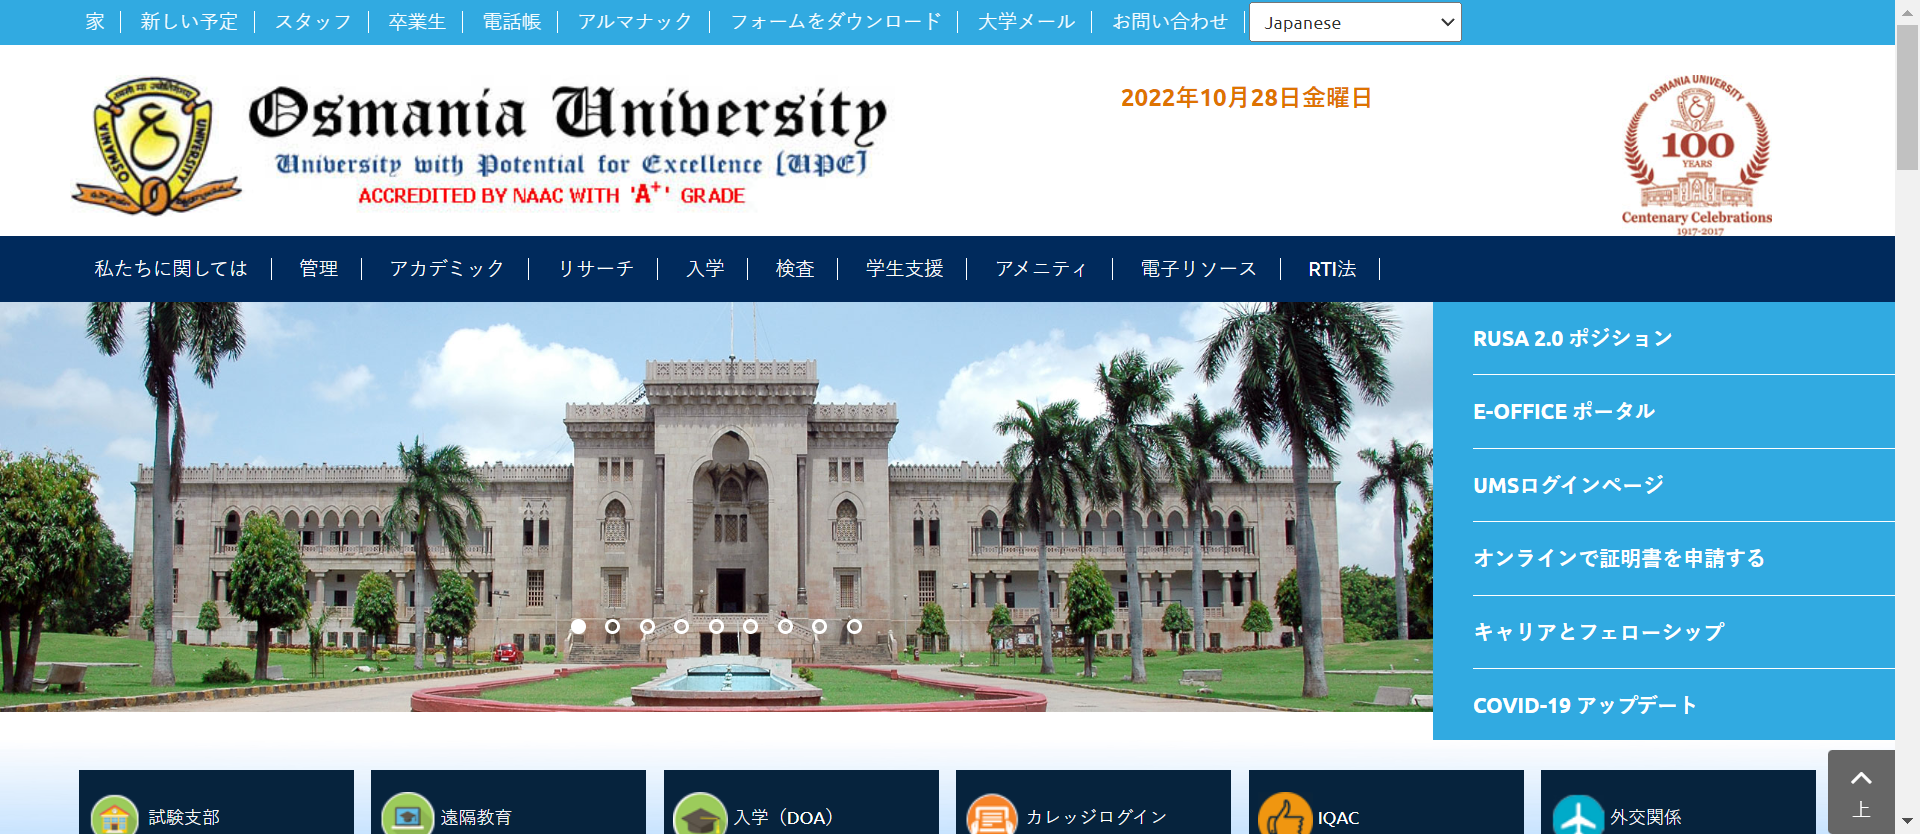 家 新しい予定 スタッフ 卒業生 電話帳 アルマナック フォームをダウンロード 大学メール お問い合わせ Japanese
Osmania University
University with Potential for Excellence [UPE]
ACCREDITED BY NAAC WITH 'A+' GRADE
OSMANIA UNIVERSITY
2022年10月28日金曜日
OSMANIA UNIVERSITY
100
YEARS
Centenary Celebrations
1917-2017
私たちに関しては 管理 アカデミック リサーチ 入学 検査 学生支援 アメニティ 電子リソース RTI法
RUSA 2.0 ポジション
E-OFFICE ポータル
UMSログインページ
オンラインで証明書を申請する
キャリアとフェローシップ
COVID-19 アップデート
上
試験支部 遠隔教育 入学（DOA） カレッジログイン IQAC 外交関係